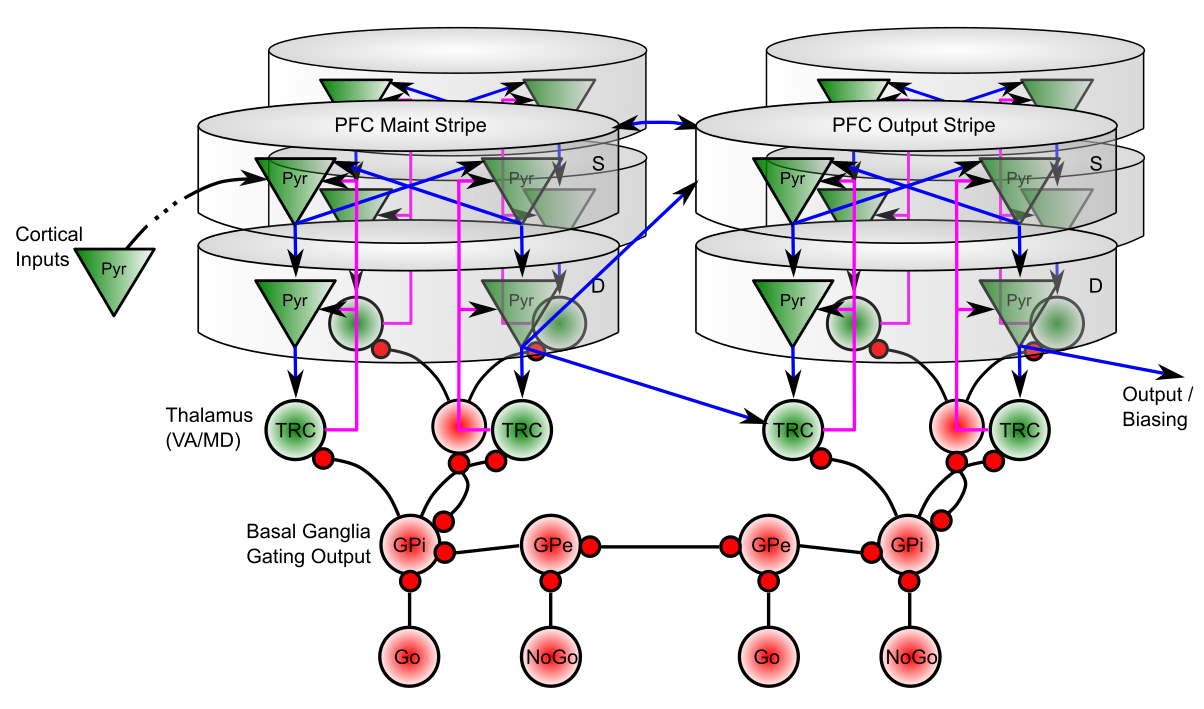 PFC Maint Stripe
PFC Output Stripe
S
S
Pyr
Pyr
Pyr
Pyr
Cortical
Inputs
Pyr
D
D
Pyr
Pyr
Pyr
Pyr
Output /
Biasing
Thalamus
(VA/MD)
TRC
TRC
TRC
TRC
Basal Ganglia
Gating Output
GPi
GPe
GPe
GPi
Go
NoGo
Go
NoGo